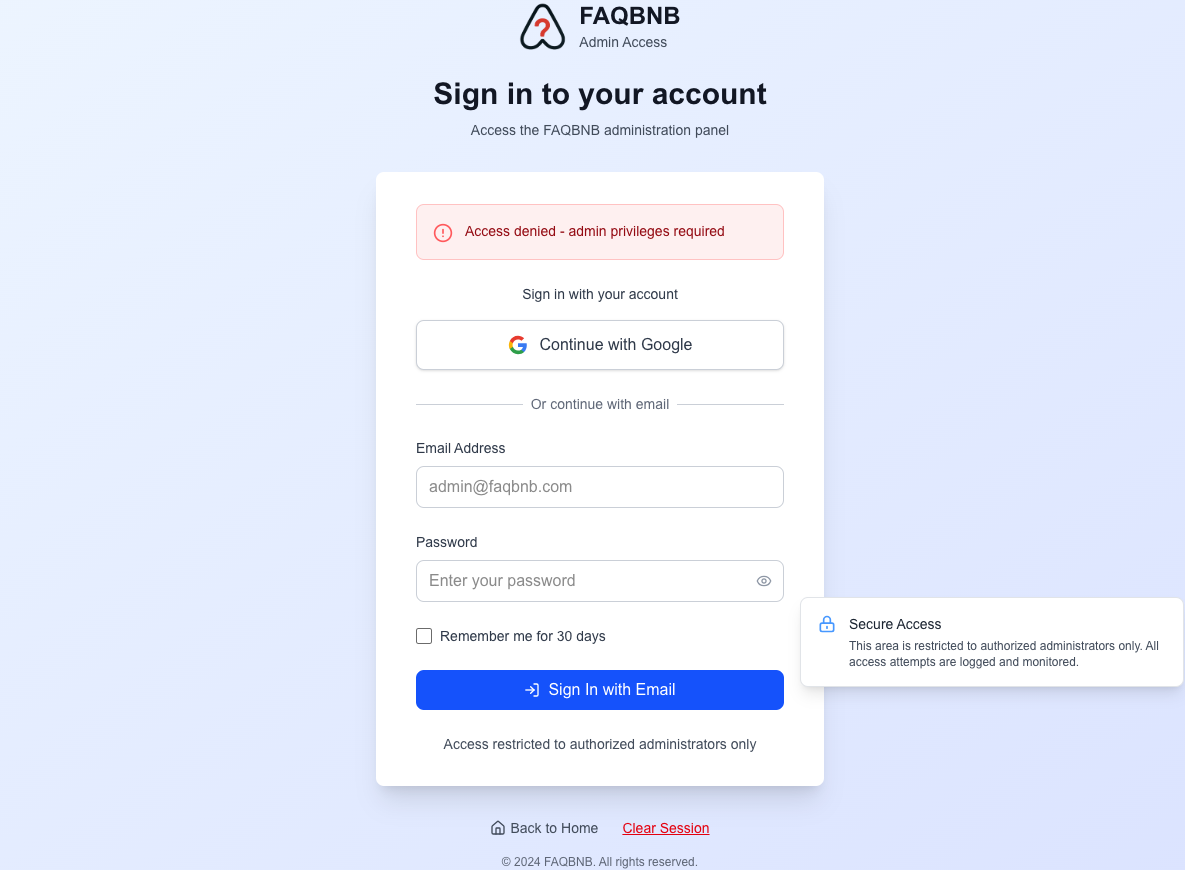 FAQBNB
Admin Access
Sign in to your account
Access the FAQBNB administration panel
Access denied - admin privileges required
Sign in with your account
Continue with Google
Or continue with email
Email Address
admin@faqbnb.com
Password
Enter your password
Remember me for 30 days
Sign In with Email
Access restricted to authorized administrators only
Secure Access
This area is restricted to authorized administrators only. All
access attempts are logged and monitored.
Back to Home
Clear Session
© 2024 FAQBNB. All rights reserved.